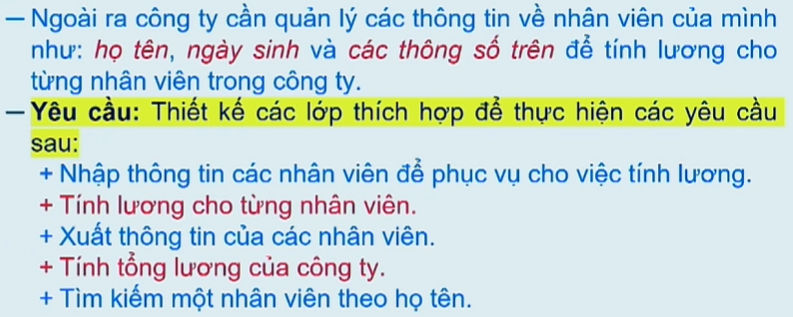 — Ngoài ra công ty cần quản lý các thông tin về nhân viên của mình
như: họ tên, ngày sinh và các thông số trên để tính lương cho
từng nhân viên trong công ty.
— Yêu cầu: Thiết kế các lớp thích hợp để thực hiện các yêu cầu
sau:
+ Nhập thông tin các nhân viên để phục vụ cho việc tính lương.
+ Tính lương cho từng nhân viên.
+ Xuất thông tin của các nhân viên.
+ Tính tổng lương của công ty.
+ Tìm kiếm một nhân viên theo họ tên.